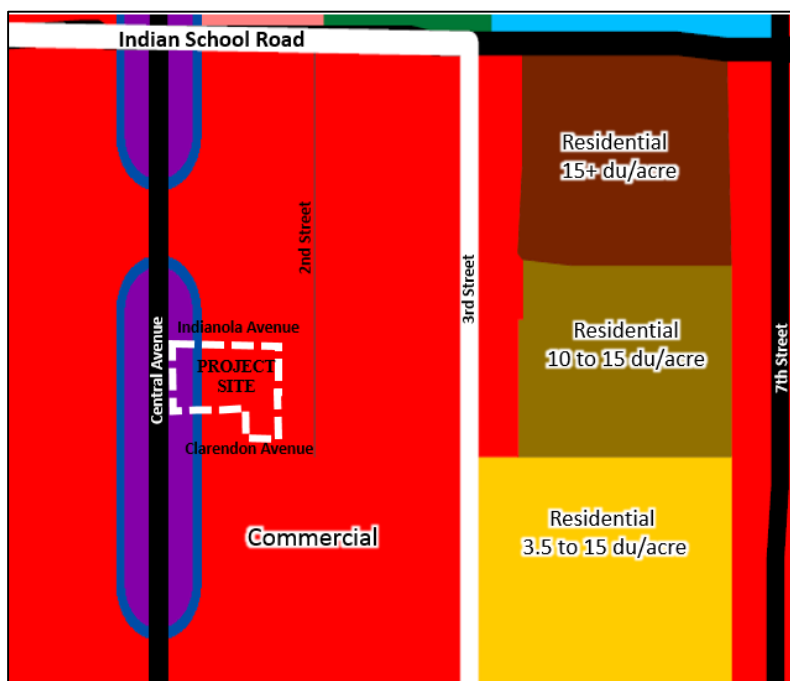 Indian School Road
Residential
15+ du/acre
2nd Street
3rd Street
Indianola Avenue
Residential
10 to 15 du/acre
Central Avenue
PROJECT
SITE
7th Street
Clarendon Avenue
Commercial
Residential
3.5 to 15 du/acre